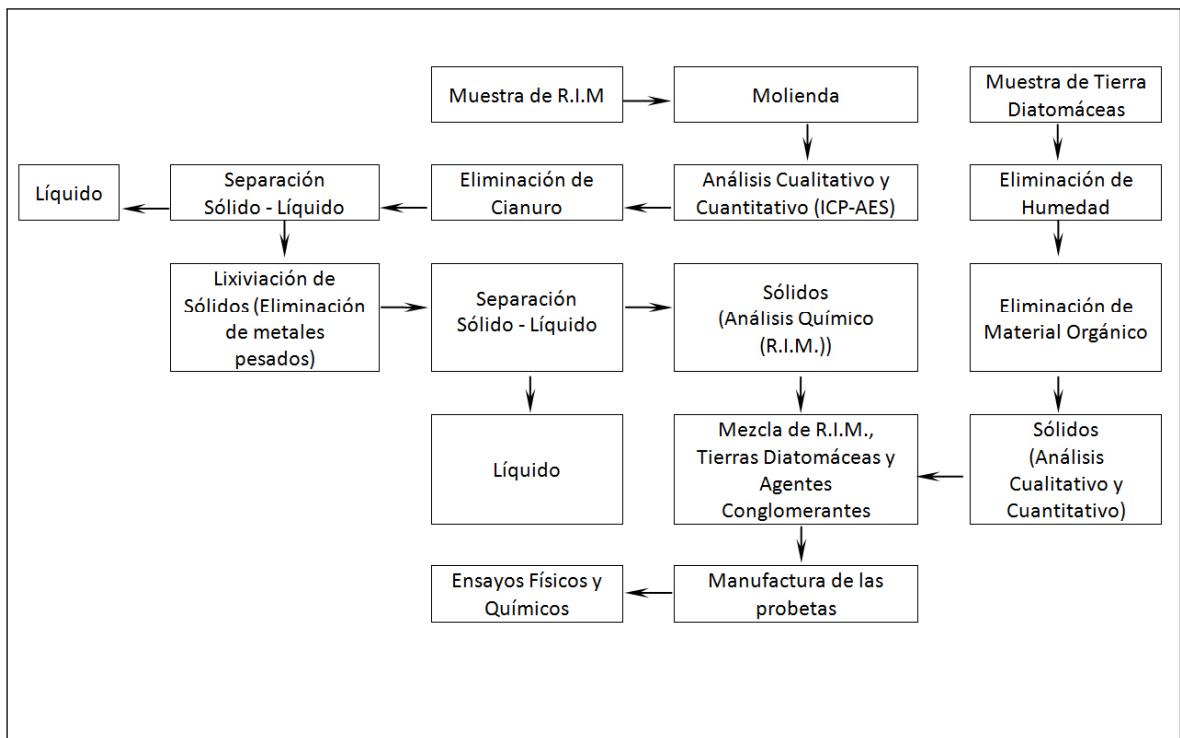 Muestra de R.I.M
Molienda
Muestra de Tierra
Diatomáceas
Líquido
Separación
Sólido - Líquido
Eliminación de
Cianuro
Análisis Cualitativo y
Cuantitativo (ICP-AES)
Eliminación de
Humedad
Lixiviación de
Sólidos (Eliminación
de metales
pesados)
Separación
Sólido - Líquido
Sólidos
(Análisis Químico
(R.I.M.))
Eliminación de
Material Orgánico
Líquido
Mezcla de R.I.M.,
Tierras Diatomáceas y
Agentes
Conglomerantes
Sólidos
(Análisis
Cualitativo y
Cuantitativo)
Ensayos Físicos y
Químicos
Manufactura de las
probetas